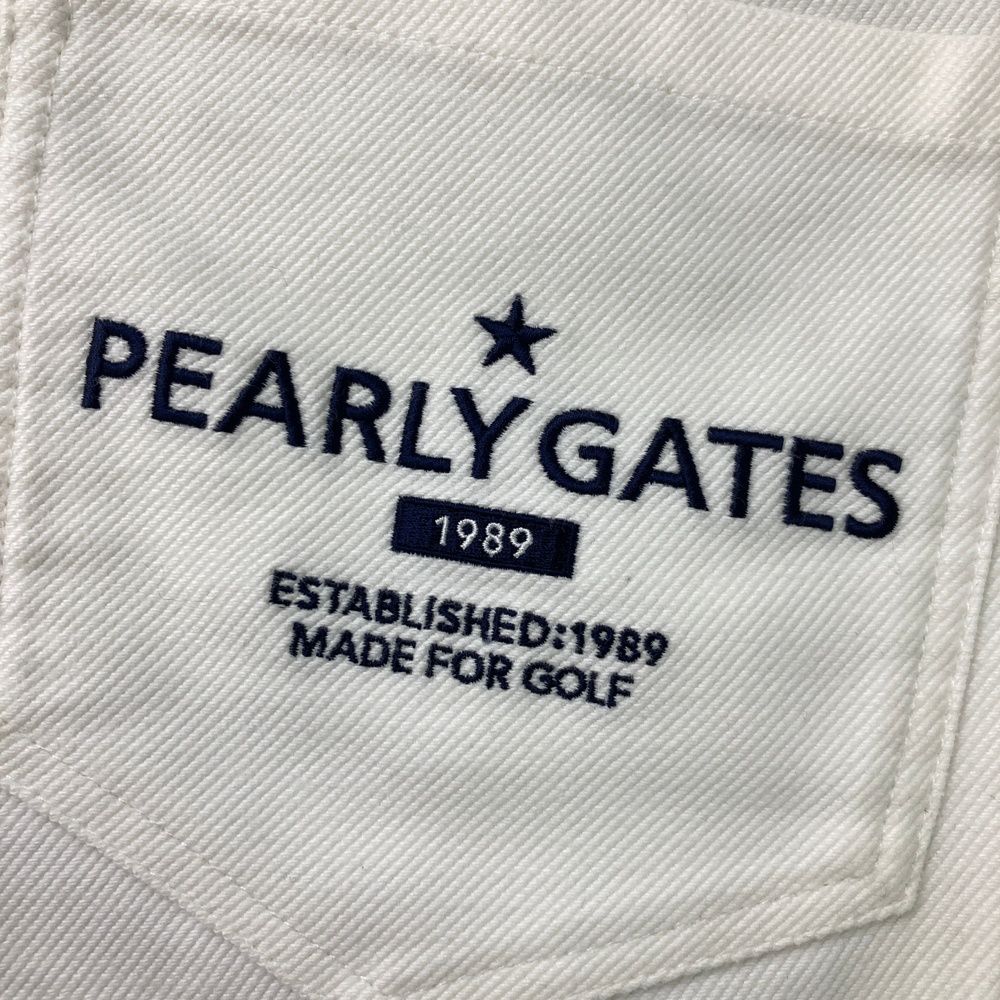 PEARLY GATES
1989
ESTABLISHED:1989
MADE FOR GOLF